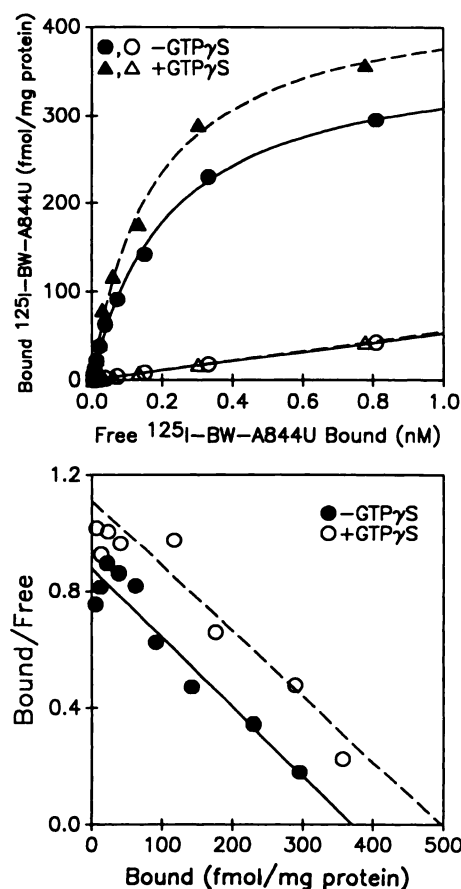 400
300
200
100
0
Bound ¹²⁵I-BW-A844U (fmol/mg protein)
●,○ -GTPγS
▲,△ +GTPγS
0.0 0.2 0.4 0.6 0.8 1.0
Free ¹²⁵I-BW-A844U Bound (nM)
1.2
0.8
0.4
0.0
Bound/Free
● -GTPγS
○ +GTPγS
0 100 200 300 400 500
Bound (fmol/mg protein)